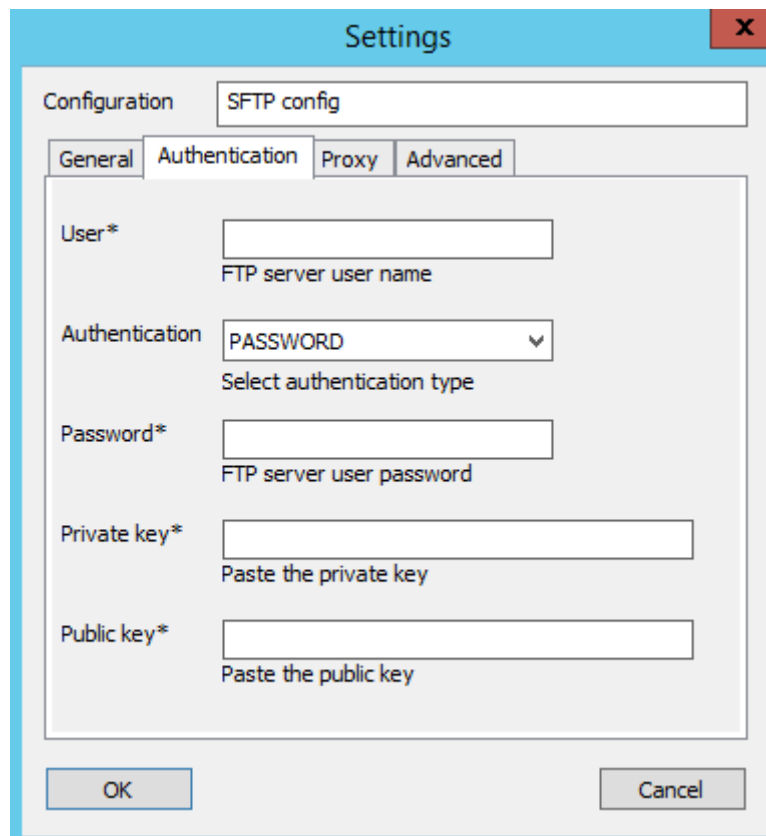 Settings
x
Configuration SFTP config
General Authentication Proxy Advanced
User*
FTP server user name
Authentication PASSWORD
Select authentication type
Password*
FTP server user password
Private key*
Paste the private key
Public key*
Paste the public key
OK Cancel